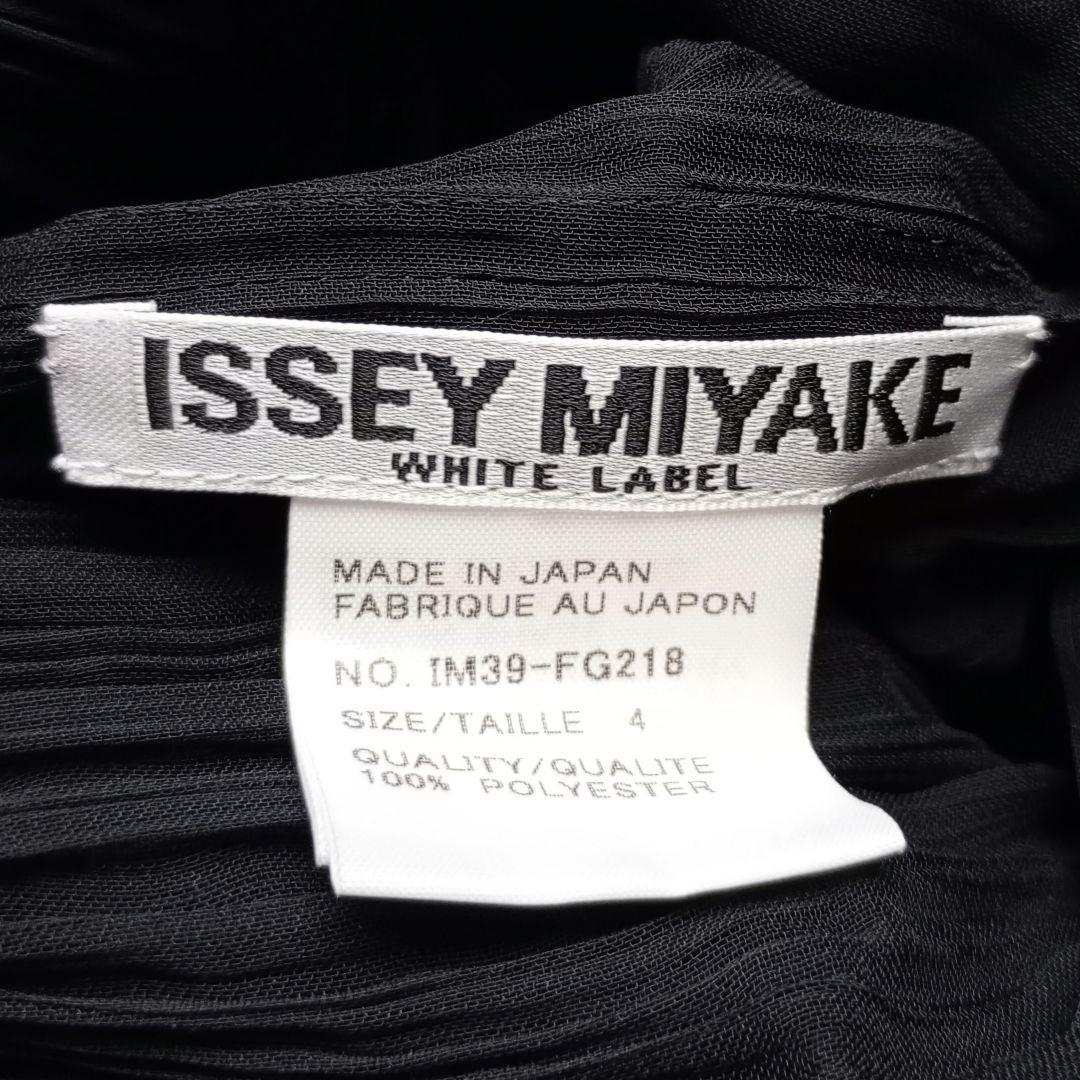 ISSEY MIYAKE
WHITE LABEL
MADE IN JAPAN
FABRIQUE AU JAPON
NO. IM39-FG218
SIZE/TAILLE 4
QUALITY/QUALITE
100% POLYESTER